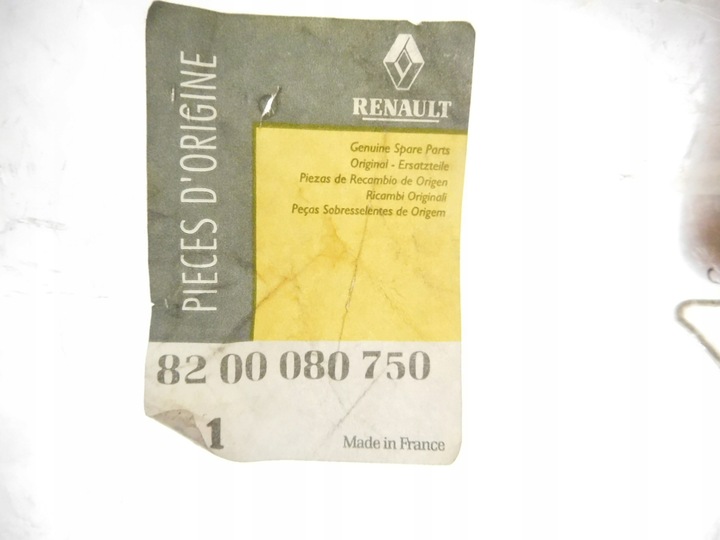 PIECES D'ORIGINE
RENAULT
Genuine Spare Parts
Original - Ersatzteile
Piezas de Recambio de Origen
Ricambi Originali
Peças Sobresselentes de Origem
82 00 080 750
1
Made in France